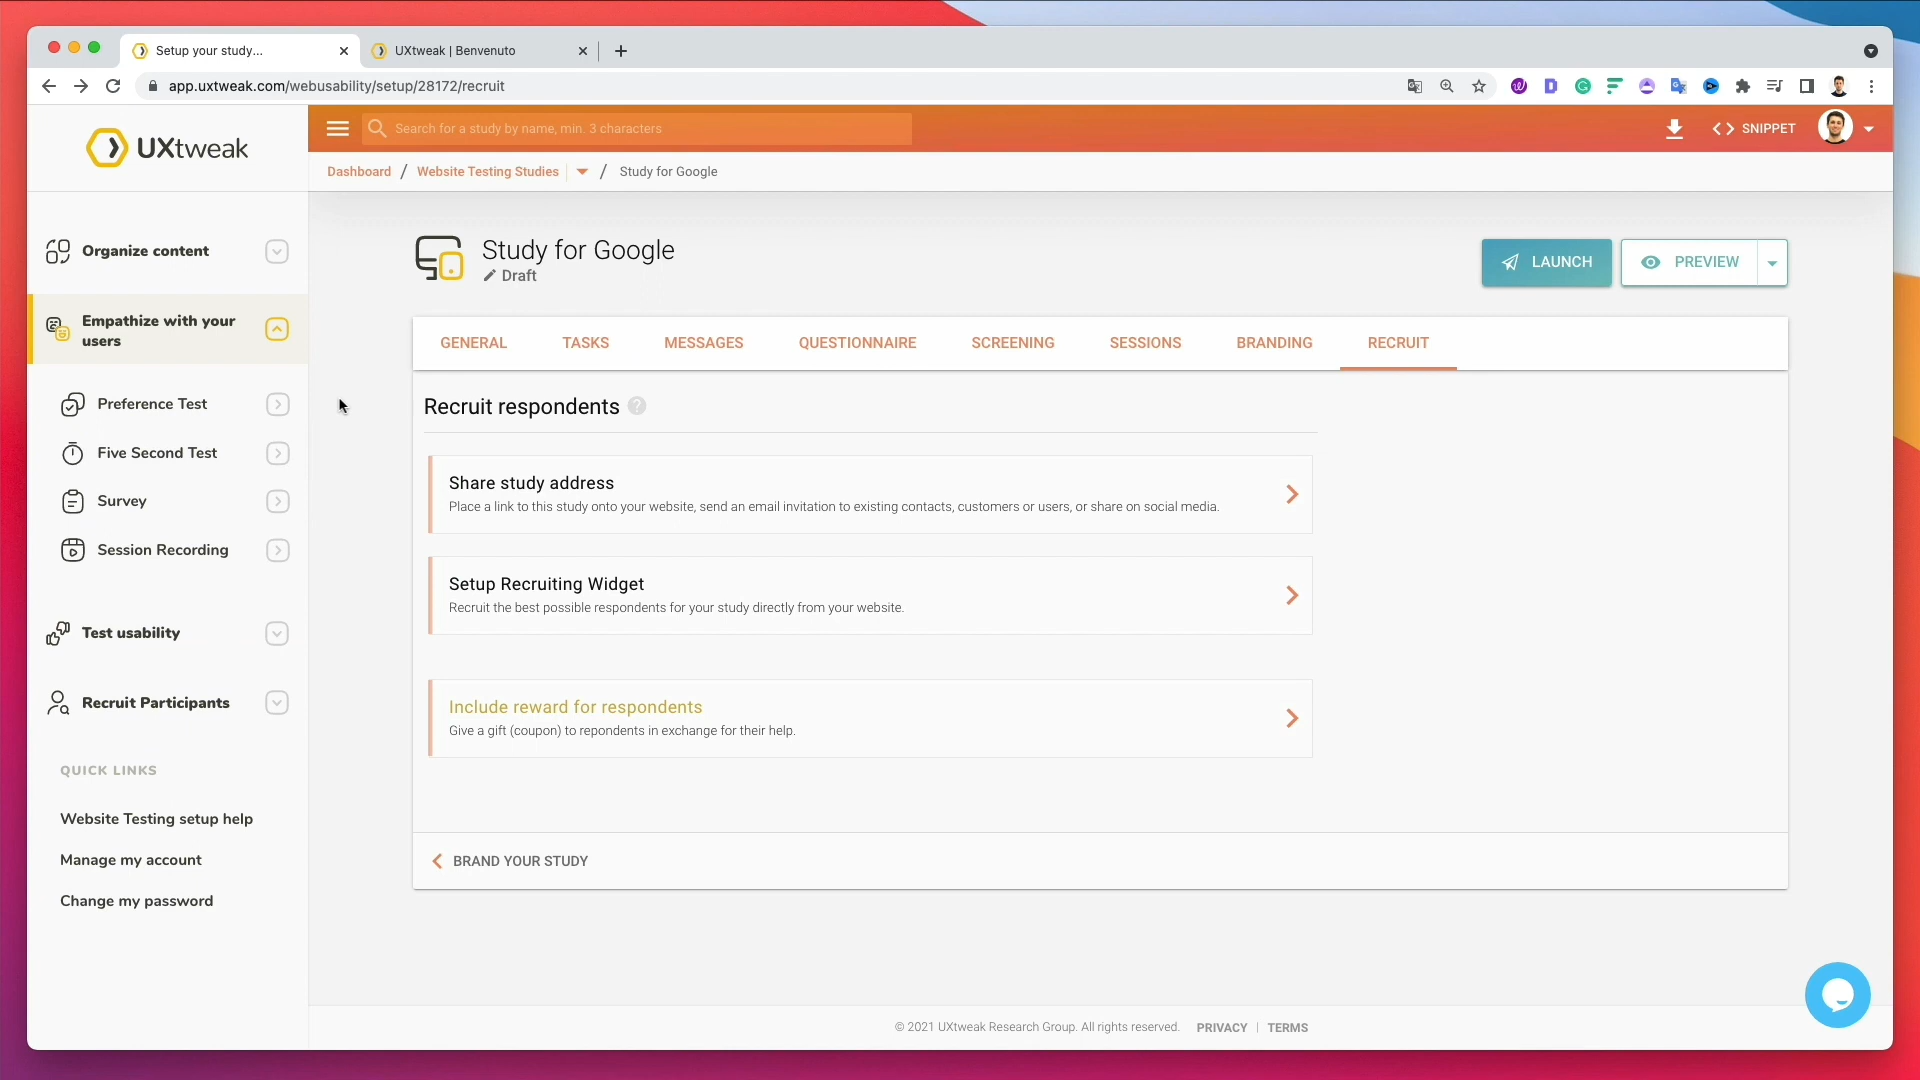 Setup your study...
UXtweak | Benvenuto
app.uxtweak.com/webusability/setup/28172/recruit
UXtweak
Search for a study by name, min. 3 characters
SNIPPET
Dashboard / Website Testing Studies / Study for Google
Organize content
Empathize with your
users
Preference Test
Five Second Test
Survey
Session Recording
Test usability
Recruit Participants
QUICK LINKS
Website Testing setup help
Manage my account
Change my password
Study for Google
Draft
LAUNCH
PREVIEW
GENERAL
TASKS
MESSAGES
QUESTIONNAIRE
SCREENING
SESSIONS
BRANDING
RECRUIT
Recruit respondents ?
Share study address
Place a link to this study onto your website, send an email invitation to existing contacts, customers or users, or share on social media.
Setup Recruiting Widget
Recruit the best possible respondents for your study directly from your website.
Include reward for respondents
Give a gift (coupon) to repondents in exchange for their help.
BRAND YOUR STUDY
© 2021 UXtweak Research Group. All rights reserved. PRIVACY | TERMS